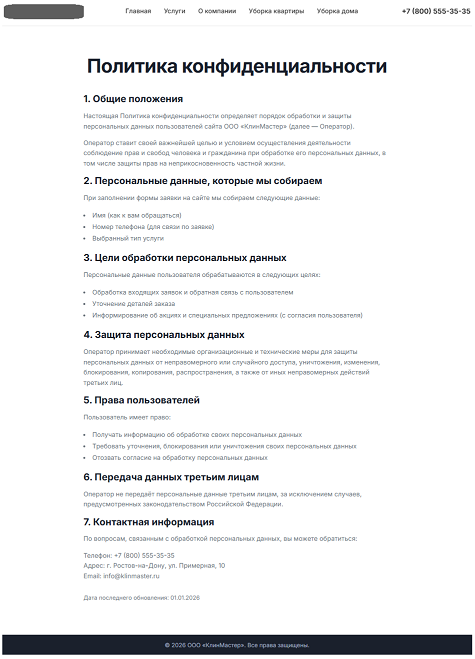 Главная Услуги О компании Уборка квартиры Уборка дома +7 (800) 555-35-35
Политика конфиденциальности
1. Общие положения
Настоящая Политика конфиденциальности определяет порядок обработки и защиты
персональных данных пользователей сайта ООО «КлинМастер» (далее — Оператор).
Оператор ставит своей важнейшей целью и условием осуществления деятельности
соблюдение прав и свобод человека и гражданина при обработке его персональных данных, в
том числе защиты прав на неприкосновенность частной жизни.
2. Персональные данные, которые мы собираем
При заполнении формы заявки на сайте мы собираем следующие данные:
• Имя (как к вам обращаться)
• Номер телефона (для связи по заявке)
• Выбранный тип услуги
3. Цели обработки персональных данных
Персональные данные пользователя обрабатываются в следующих целях:
• Обработка входящих заявок и обратная связь с пользователем
• Уточнение деталей заказа
• Информирование об акциях и специальных предложениях (с согласия пользователя)
4. Защита персональных данных
Оператор принимает необходимые организационные и технические меры для защиты
персональных данных от неправомерного или случайного доступа, уничтожения, изменения,
блокирования, копирования, распространения, а также от иных неправомерных действий
третьих лиц.
5. Права пользователей
Пользователь имеет право:
• Получать информацию об обработке своих персональных данных
• Требовать уточнения, блокирования или уничтожения своих персональных данных
• Отозвать согласие на обработку персональных данных
6. Передача данных третьим лицам
Оператор не передаёт персональные данные третьим лицам, за исключением случаев,
предусмотренных законодательством Российской Федерации.
7. Контактная информация
По вопросам, связанным с обработкой персональных данных, вы можете обратиться:
Телефон: +7 (800) 555-35-35
Адрес: г. Ростов-на-Дону, ул. Примерная, 10
Email: info@klinmaster.ru
Дата последнего обновления: 01.01.2026
© 2026 ООО «КлинМастер». Все права защищены.